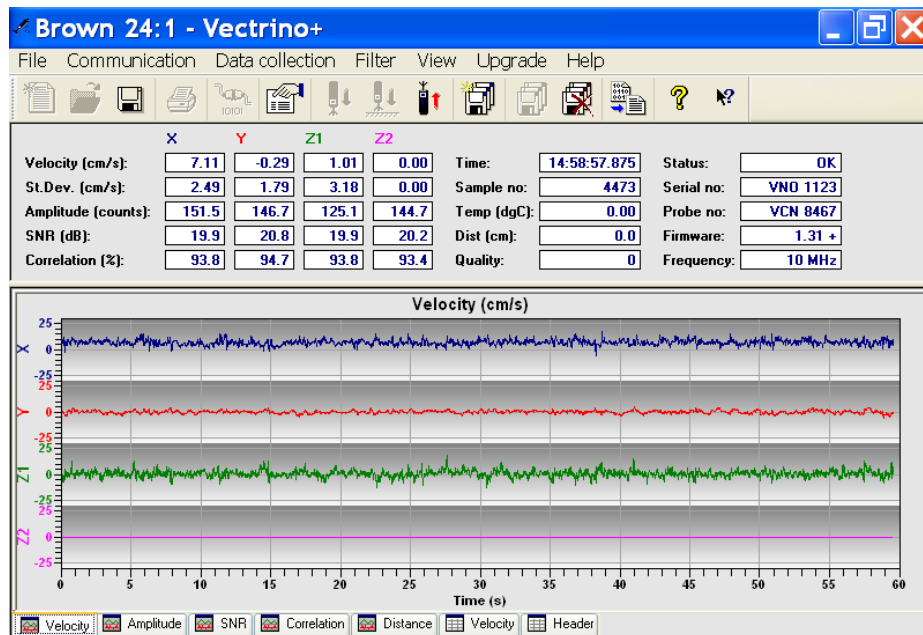 Brown 24:1 - Vectrino+
File Communication Data collection Filter View Upgrade Help
X Y Z1 Z2
Velocity (cm/s): 7.11 -0.29 1.01 0.00 Time: 14:58:57.875 Status: OK
St.Dev. (cm/s): 2.49 1.79 3.18 0.00 Sample no: 4473 Serial no: VNO 1123
Amplitude (counts): 151.5 146.7 125.1 144.7 Temp (dgC): 0.00 Probe no: VCN 8467
SNR (dB): 19.9 20.8 19.9 20.2 Dist (cm): 0.0 Firmware: 1.31 +
Correlation (%): 93.8 94.7 93.8 93.4 Quality: 0 Frequency: 10 MHz
Velocity (cm/s)
25
X 0
-25
25
Y 0
-25
25
Z1 0
-25
25
Z2 0
-25
0 5 10 15 20 25 30 35 40 45 50 55 60
Time (s)
Velocity Amplitude SNR Correlation Distance Velocity Header